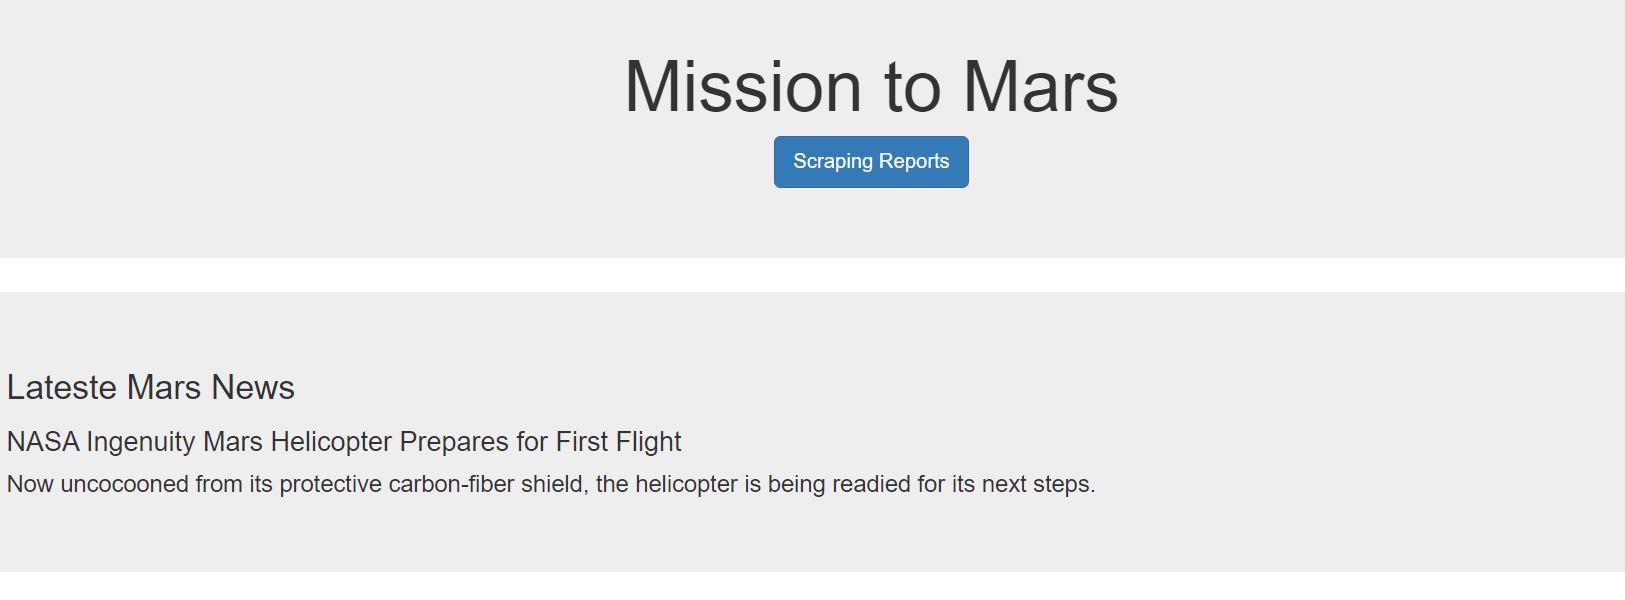 Mission to Mars
Scraping Reports
Lateste Mars News
NASA Ingenuity Mars Helicopter Prepares for First Flight
Now uncocooned from its protective carbon-fiber shield, the helicopter is being readied for its next steps.